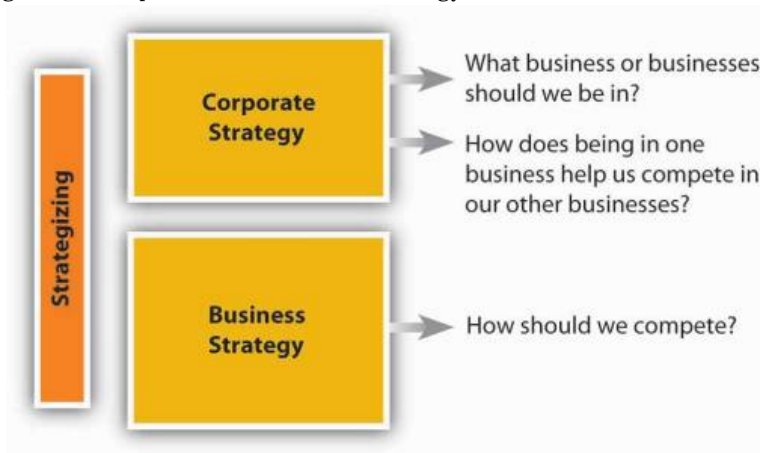 Strategizing
Corporate
Strategy
What business or businesses
should we be in?
How does being in one
business help us compete in
our other businesses?
Business
Strategy
How should we compete?